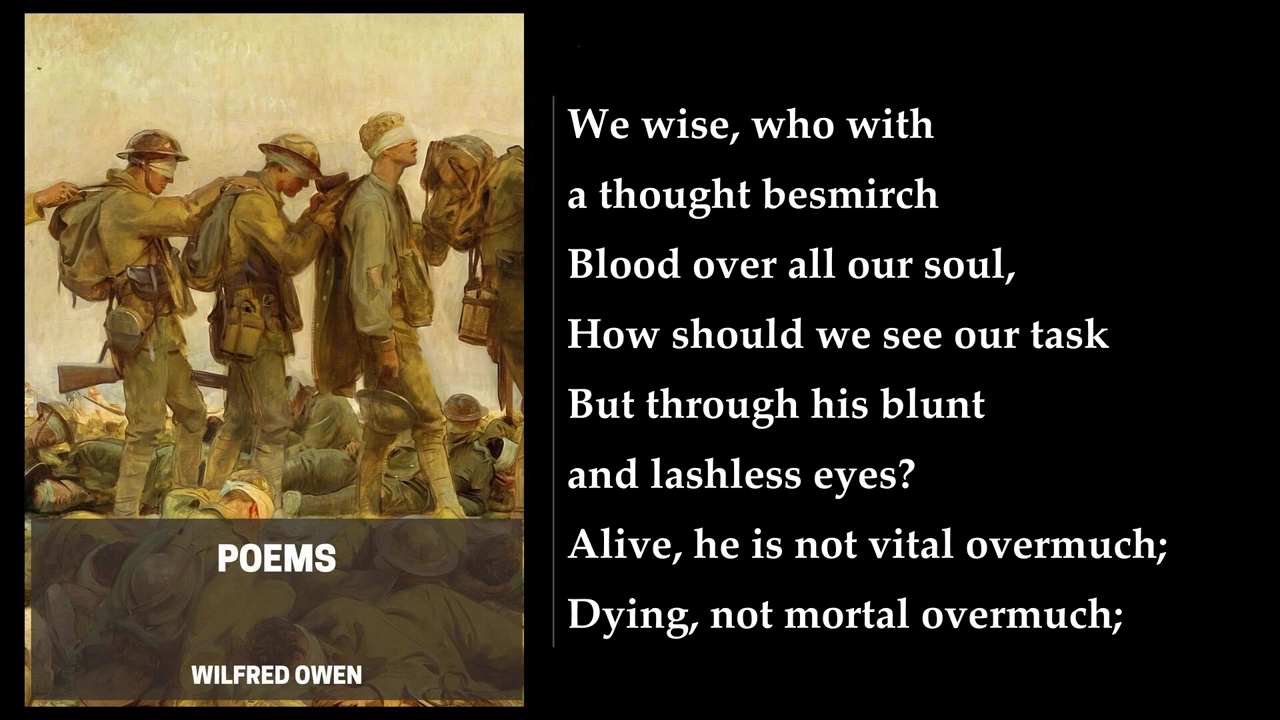 POEMS
WILFRED OWEN
We wise, who with
a thought besmirch
Blood over all our soul,
How should we see our task
But through his blunt
and lashless eyes?
Alive, he is not vital overmuch;
Dying, not mortal overmuch;